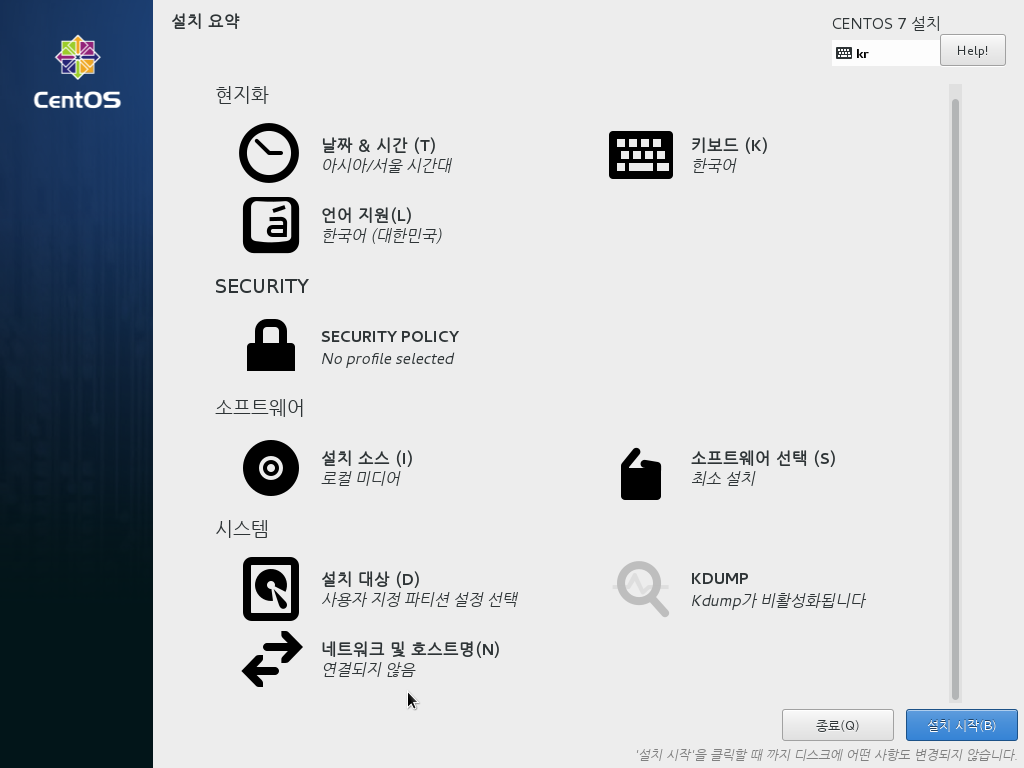 설치 요약
CENTOS 7 설치
kr
Help!
CentOS
현지화
날짜 & 시간 (T)
아시아/서울 시간대
키보드 (K)
한국어
á
언어 지원(L)
한국어 (대한민국)
SECURITY
SECURITY POLICY
No profile selected
소프트웨어
설치 소스 (I)
로컬 미디어
소프트웨어 선택 (S)
최소 설치
시스템
설치 대상 (D)
사용자 지정 파티션 설정 선택
KDUMP
Kdump가 비활성화됩니다
네트워크 및 호스트명(N)
연결되지 않음
종료(Q)
설치 시작(B)
'설치 시작'을 클릭할 때 까지 디스크에 어떤 사항도 변경되지 않습니다.